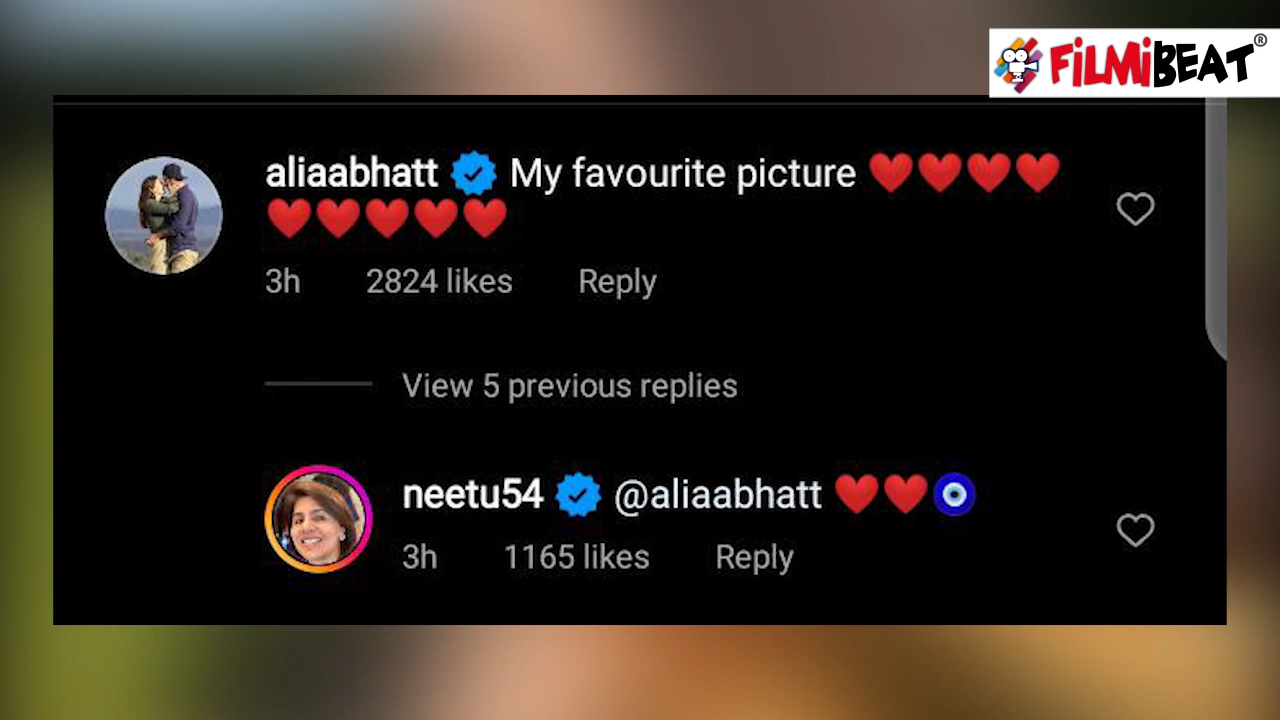 FiLMiBEAT®
aliaabhatt My favourite picture ❤️❤️❤️❤️
❤️❤️❤️❤️❤️
3h 2824 likes Reply
View 5 previous replies
neetu54 @aliaabhatt ❤️❤️🧿
3h 1165 likes Reply